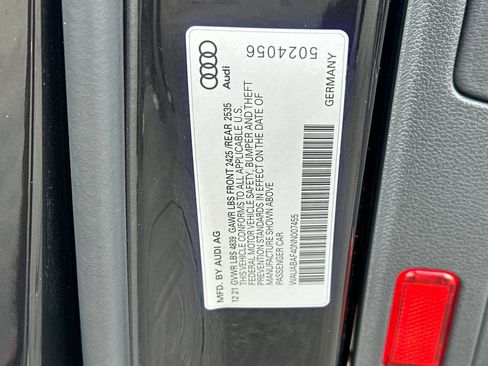 MFD. BY AUDI AG
12.21 GVWR LBS 4839 GAWR LBS FRONT 2425 /REAR 2535
THIS VEHICLE CONFORMS TO ALL APPLICABLE U.S.
FEDERAL MOTOR VEHICLE SAFETY, BUMPER AND THEFT
PREVENTION STANDARDS IN EFFECT ON THE DATE OF
MANUFACTURE SHOWN ABOVE
PASSENGER CAR
WAUABAF40NN007455
GERMANY
Audi
5024056